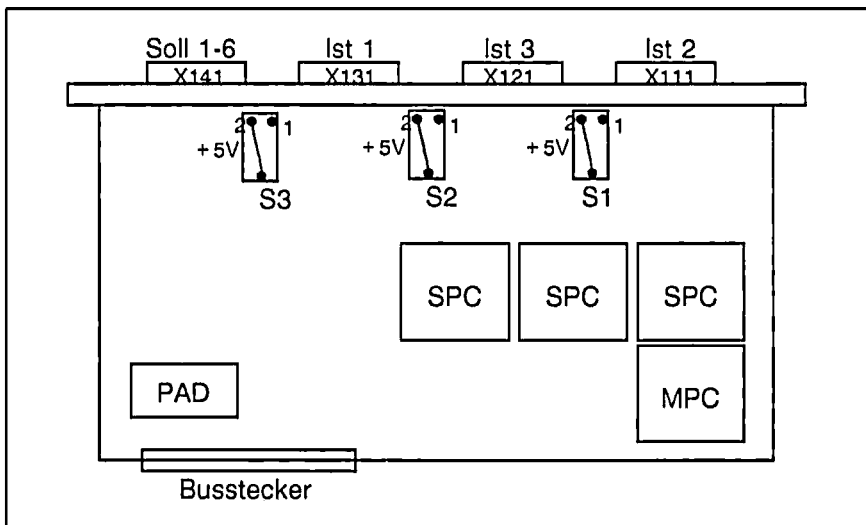 Soll 1-6 Ist 1 Ist 3 Ist 2
X141 X131 X121 X111
2 1 2 1 2 1
+5V +5V +5V
S3 S2 S1
SPC SPC SPC
PAD MPC
Busstecker